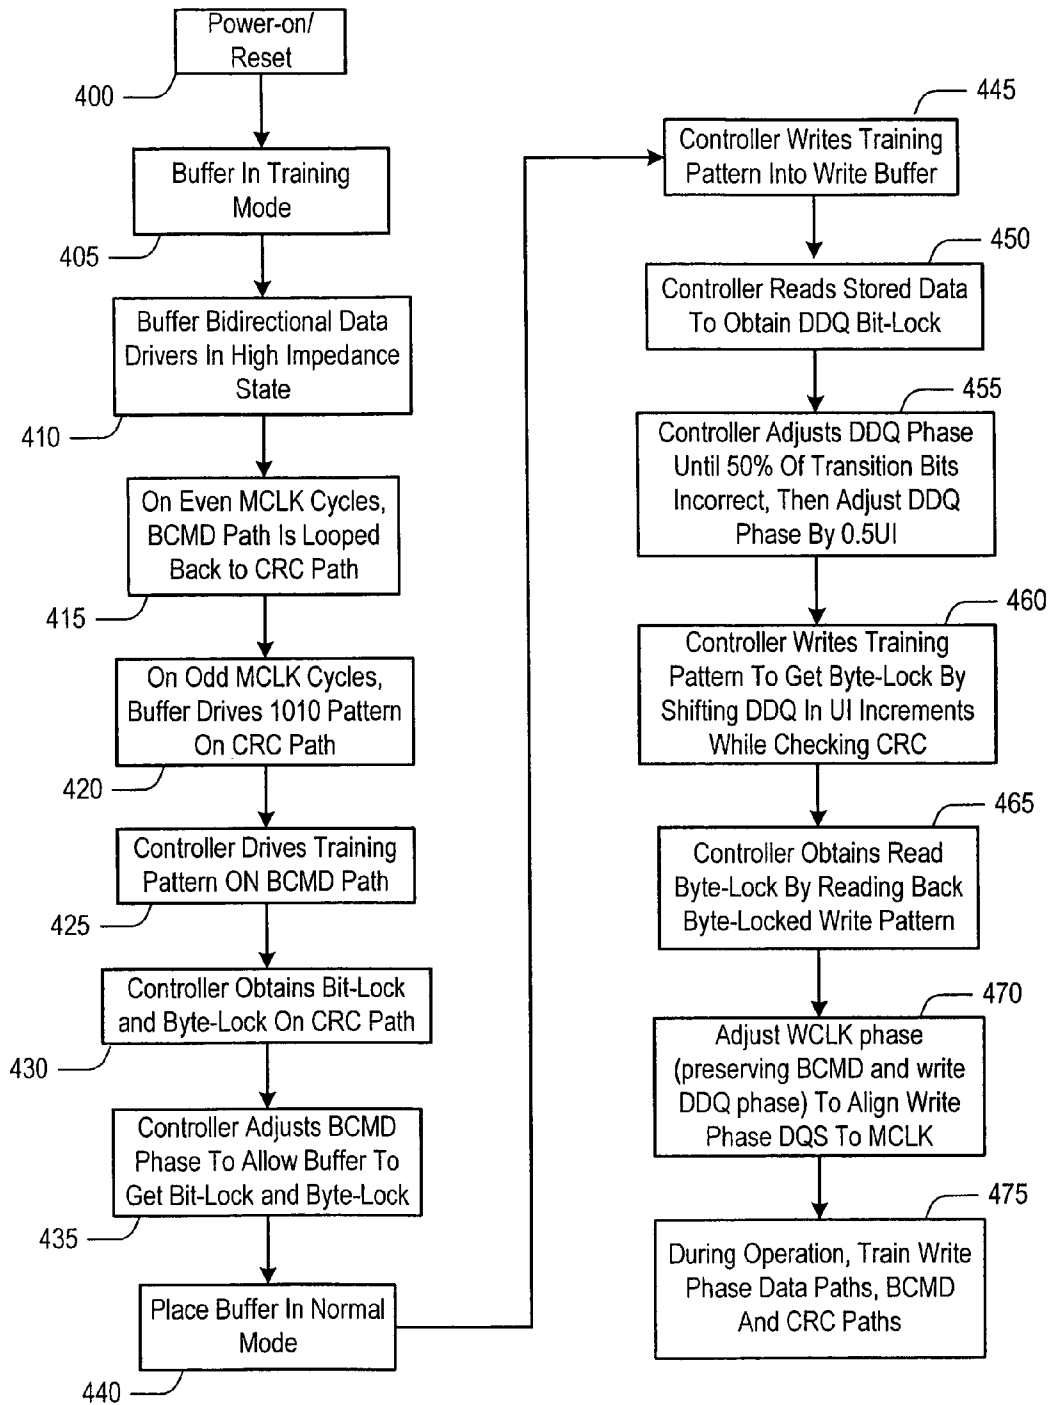 Power-on/
Reset
400
Buffer In Training
Mode
405
Buffer Bidirectional Data
Drivers In High Impedance
State
410
On Even MCLK Cycles,
BCMD Path Is Looped
Back to CRC Path
415
On Odd MCLK Cycles,
Buffer Drives 1010 Pattern
On CRC Path
420
Controller Drives Training
Pattern ON BCMD Path
425
Controller Obtains Bit-Lock
and Byte-Lock On CRC Path
430
Controller Adjusts BCMD
Phase To Allow Buffer To
Get Bit-Lock and Byte-Lock
435
Place Buffer In Normal
Mode
440
445
Controller Writes Training
Pattern Into Write Buffer
450
Controller Reads Stored Data
To Obtain DDQ Bit-Lock
455
Controller Adjusts DDQ Phase
Until 50% Of Transition Bits
Incorrect, Then Adjust DDQ
Phase By 0.5UI
460
Controller Writes Training
Pattern To Get Byte-Lock By
Shifting DDQ In UI Increments
While Checking CRC
465
Controller Obtains Read
Byte-Lock By Reading Back
Byte-Locked Write Pattern
470
Adjust WCLK phase
(preserving BCMD and write
DDQ phase) To Align Write
Phase DQS To MCLK
475
During Operation, Train Write
Phase Data Paths, BCMD
And CRC Paths